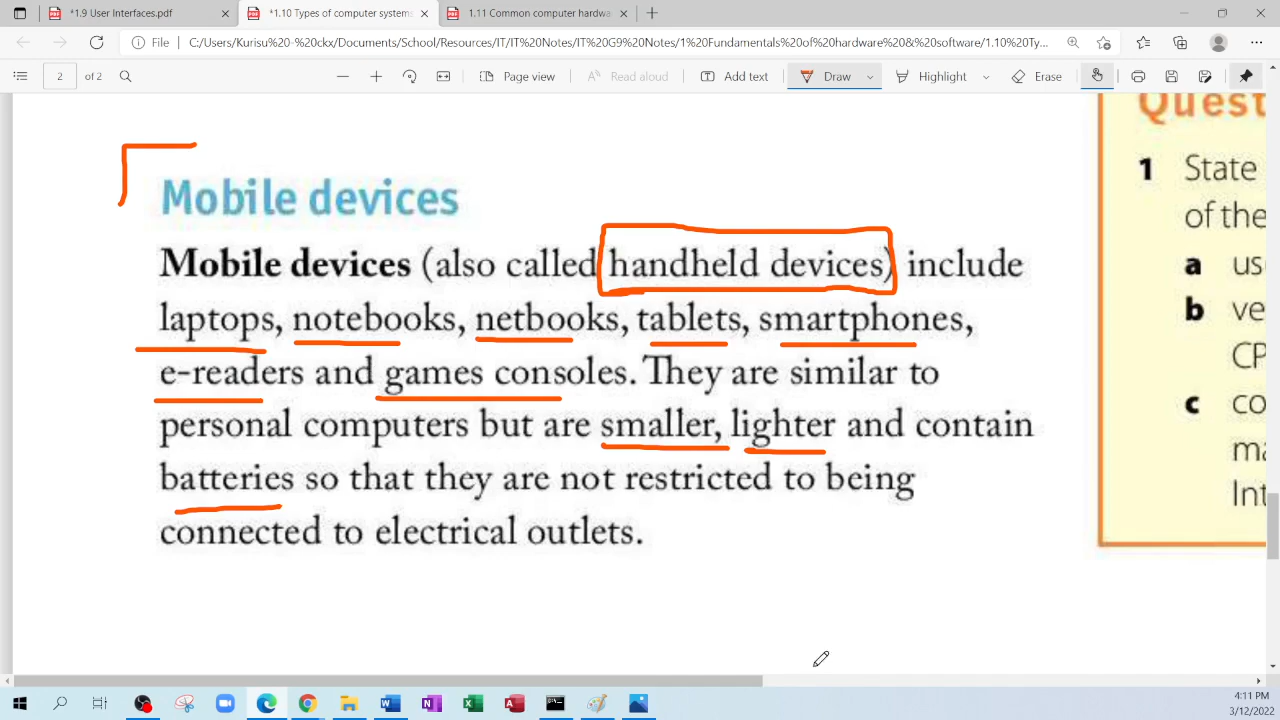 *1.9 User Interfaces.pdf
*1.10 Types of computer systems
1.11 Common computer hardwa
File
C:/Users/Kurisu%20-%20ckx/Documents/School/Resources/IT/IT%20Notes/IT%20G9%20Notes/1%20Fundamentals%20of%20hardware%20&%20software/1.10%20Ty...
2 of 2
Page view
Read aloud
Add text
Draw
Highlight
Erase
Quest
Mobile devices
Mobile devices (also called handheld devices) include
laptops, notebooks, netbooks, tablets, smartphones,
e-readers and games consoles. They are similar to
personal computers but are smaller, lighter and contain
batteries so that they are not restricted to being
connected to electrical outlets.
1 State
of the
a us
b ve
CP
c co
ma
Int
4:11 PM
3/12/2022